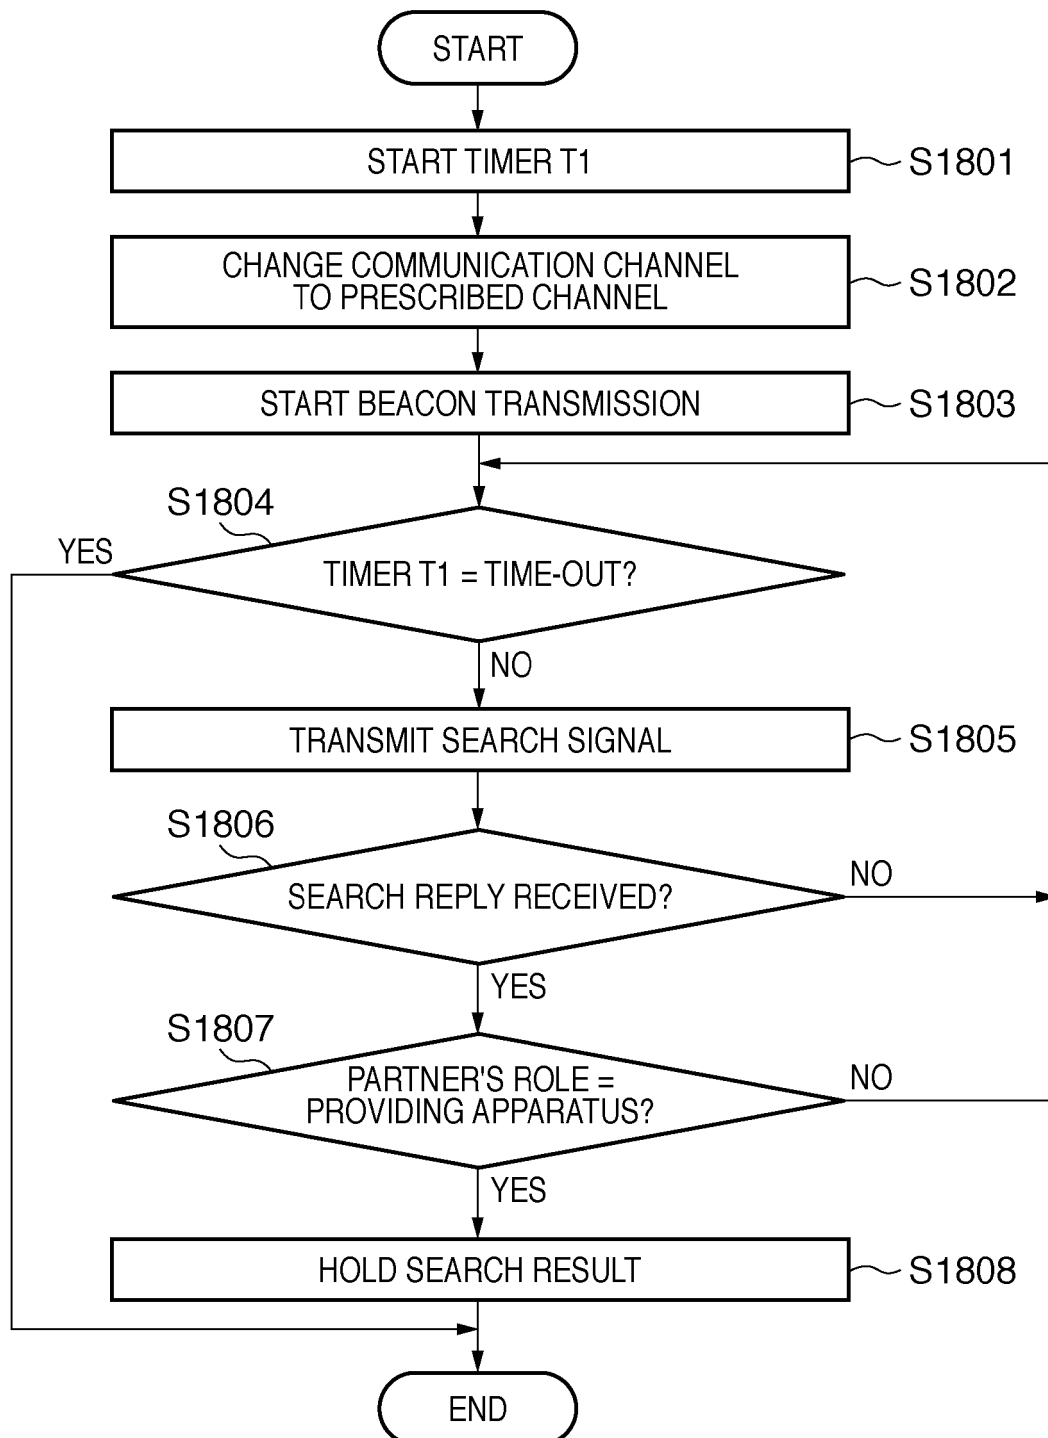 START
START TIMER T1
S1801
CHANGE COMMUNICATION CHANNEL
TO PRESCRIBED CHANNEL
S1802
START BEACON TRANSMISSION
S1803
S1804
YES
TIMER T1 = TIME-OUT?
NO
TRANSMIT SEARCH SIGNAL
S1805
S1806
SEARCH REPLY RECEIVED?
NO
YES
S1807
PARTNER'S ROLE =
PROVIDING APPARATUS?
NO
YES
HOLD SEARCH RESULT
S1808
END